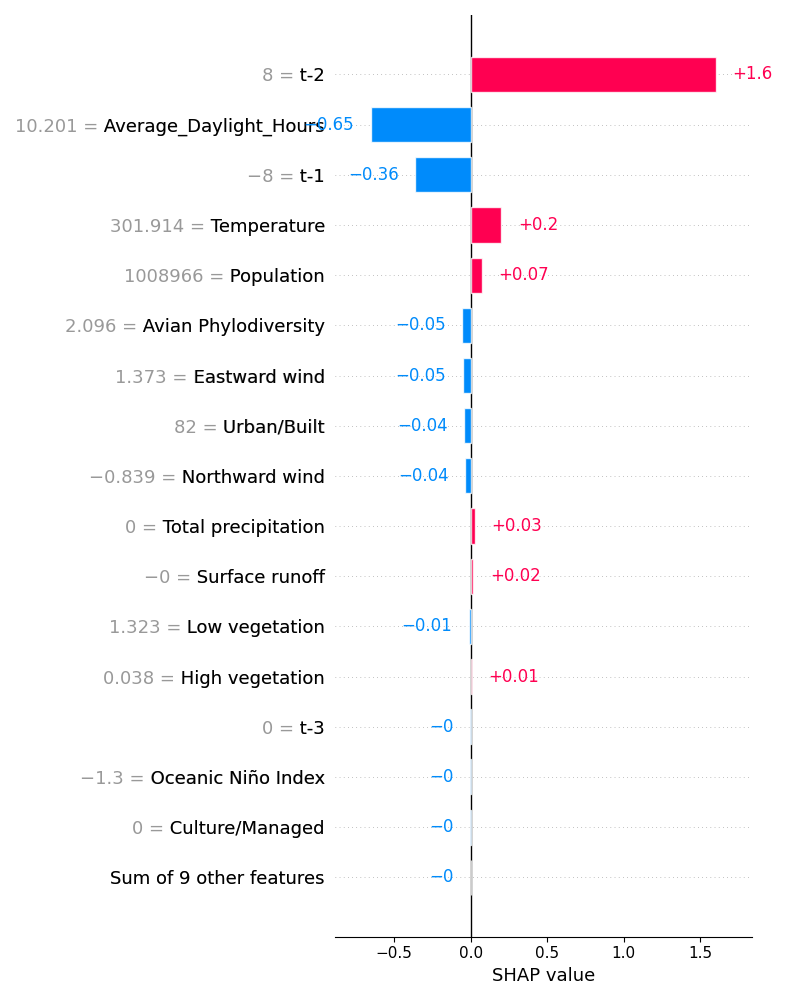 8 = t-2 +1.6
10.201 = Average_Daylight_Hours −0.65
−8 = t-1 −0.36
301.914 = Temperature +0.2
1008966 = Population +0.07
2.096 = Avian Phylodiversity −0.05
1.373 = Eastward wind −0.05
82 = Urban/Built −0.04
−0.839 = Northward wind −0.04
0 = Total precipitation +0.03
−0 = Surface runoff +0.02
1.323 = Low vegetation −0.01
0.038 = High vegetation +0.01
0 = t-3 −0
−1.3 = Oceanic Niño Index −0
0 = Culture/Managed −0
Sum of 9 other features −0
−0.5 0.0 0.5 1.0 1.5
SHAP value